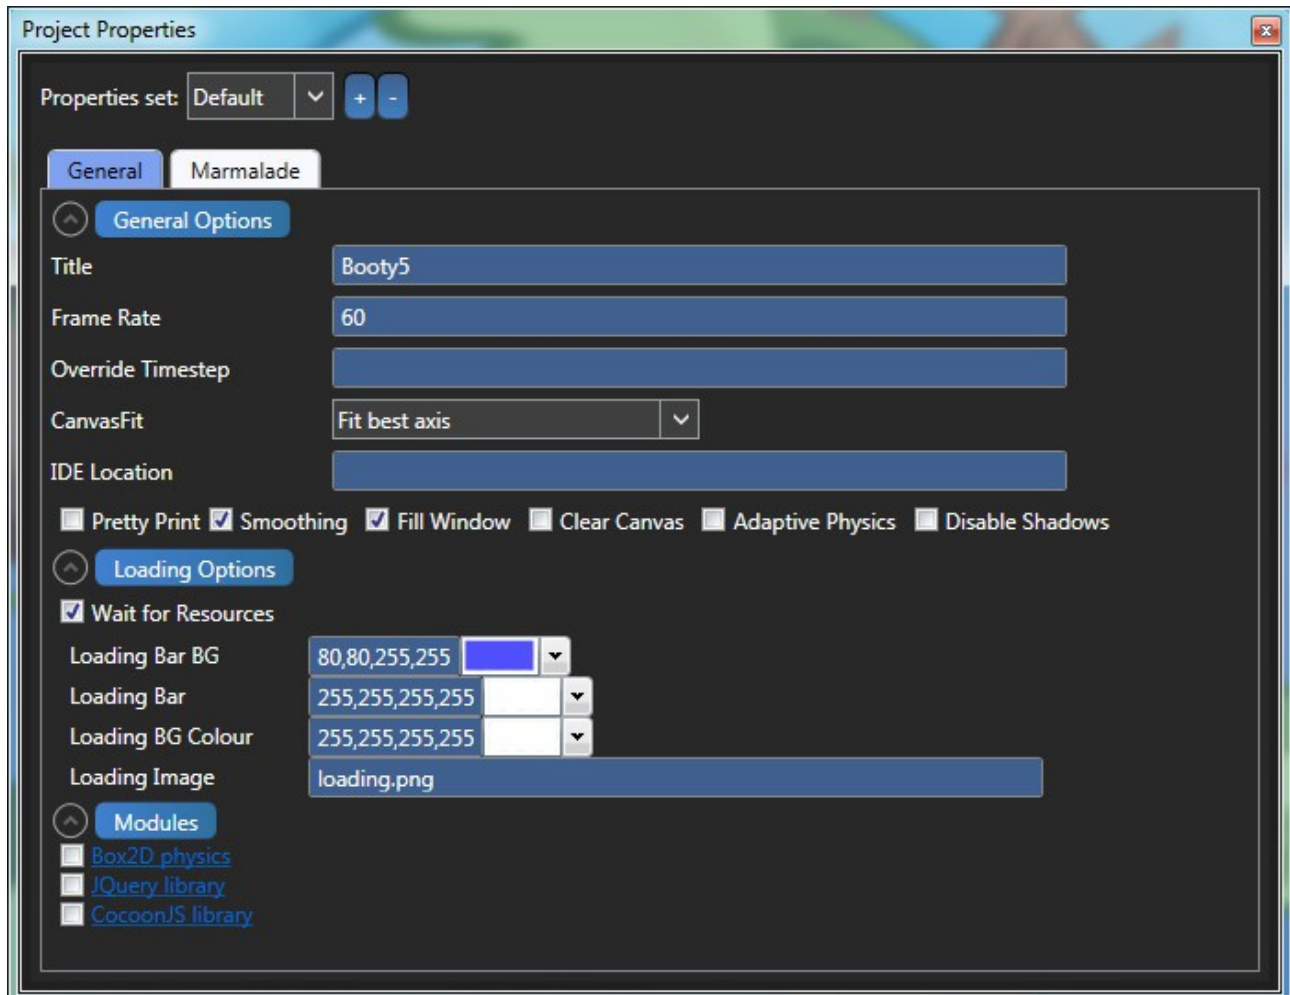 Project Properties
Properties set: Default + -
General Marmalade
General Options
Title Booty5
Frame Rate 60
Override Timestep
CanvasFit Fit best axis
IDE Location
Pretty Print Smoothing Fill Window Clear Canvas Adaptive Physics Disable Shadows
Loading Options
Wait for Resources
Loading Bar BG 80,80,255,255
Loading Bar 255,255,255,255
Loading BG Colour 255,255,255,255
Loading Image loading.png
Modules
Box2D physics
JQuery library
CocoonJS library